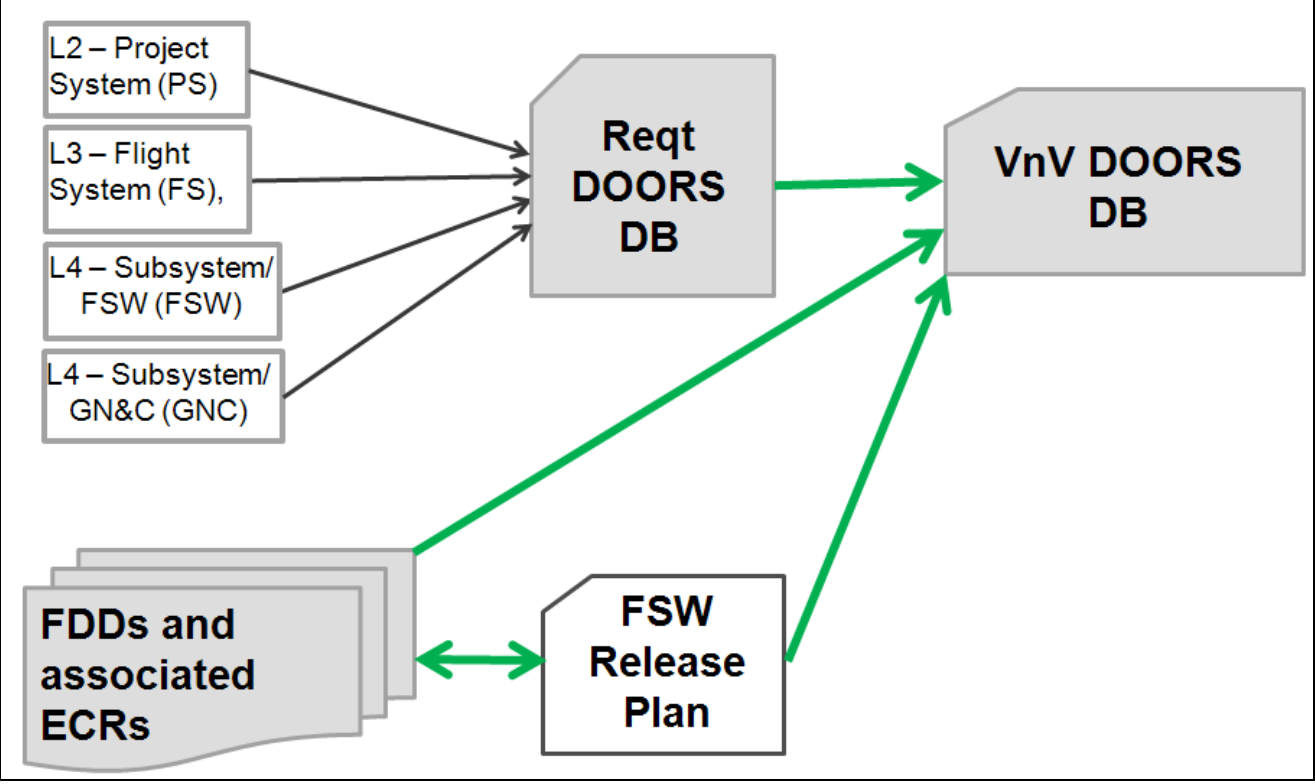 L2 – Project
System (PS)
L3 – Flight
System (FS),
L4 – Subsystem/
FSW (FSW)
L4 – Subsystem/
GN&C (GNC)
Reqt
DOORS
DB
VnV DOORS
DB
FDDs and
associated
ECRs
FSW
Release
Plan